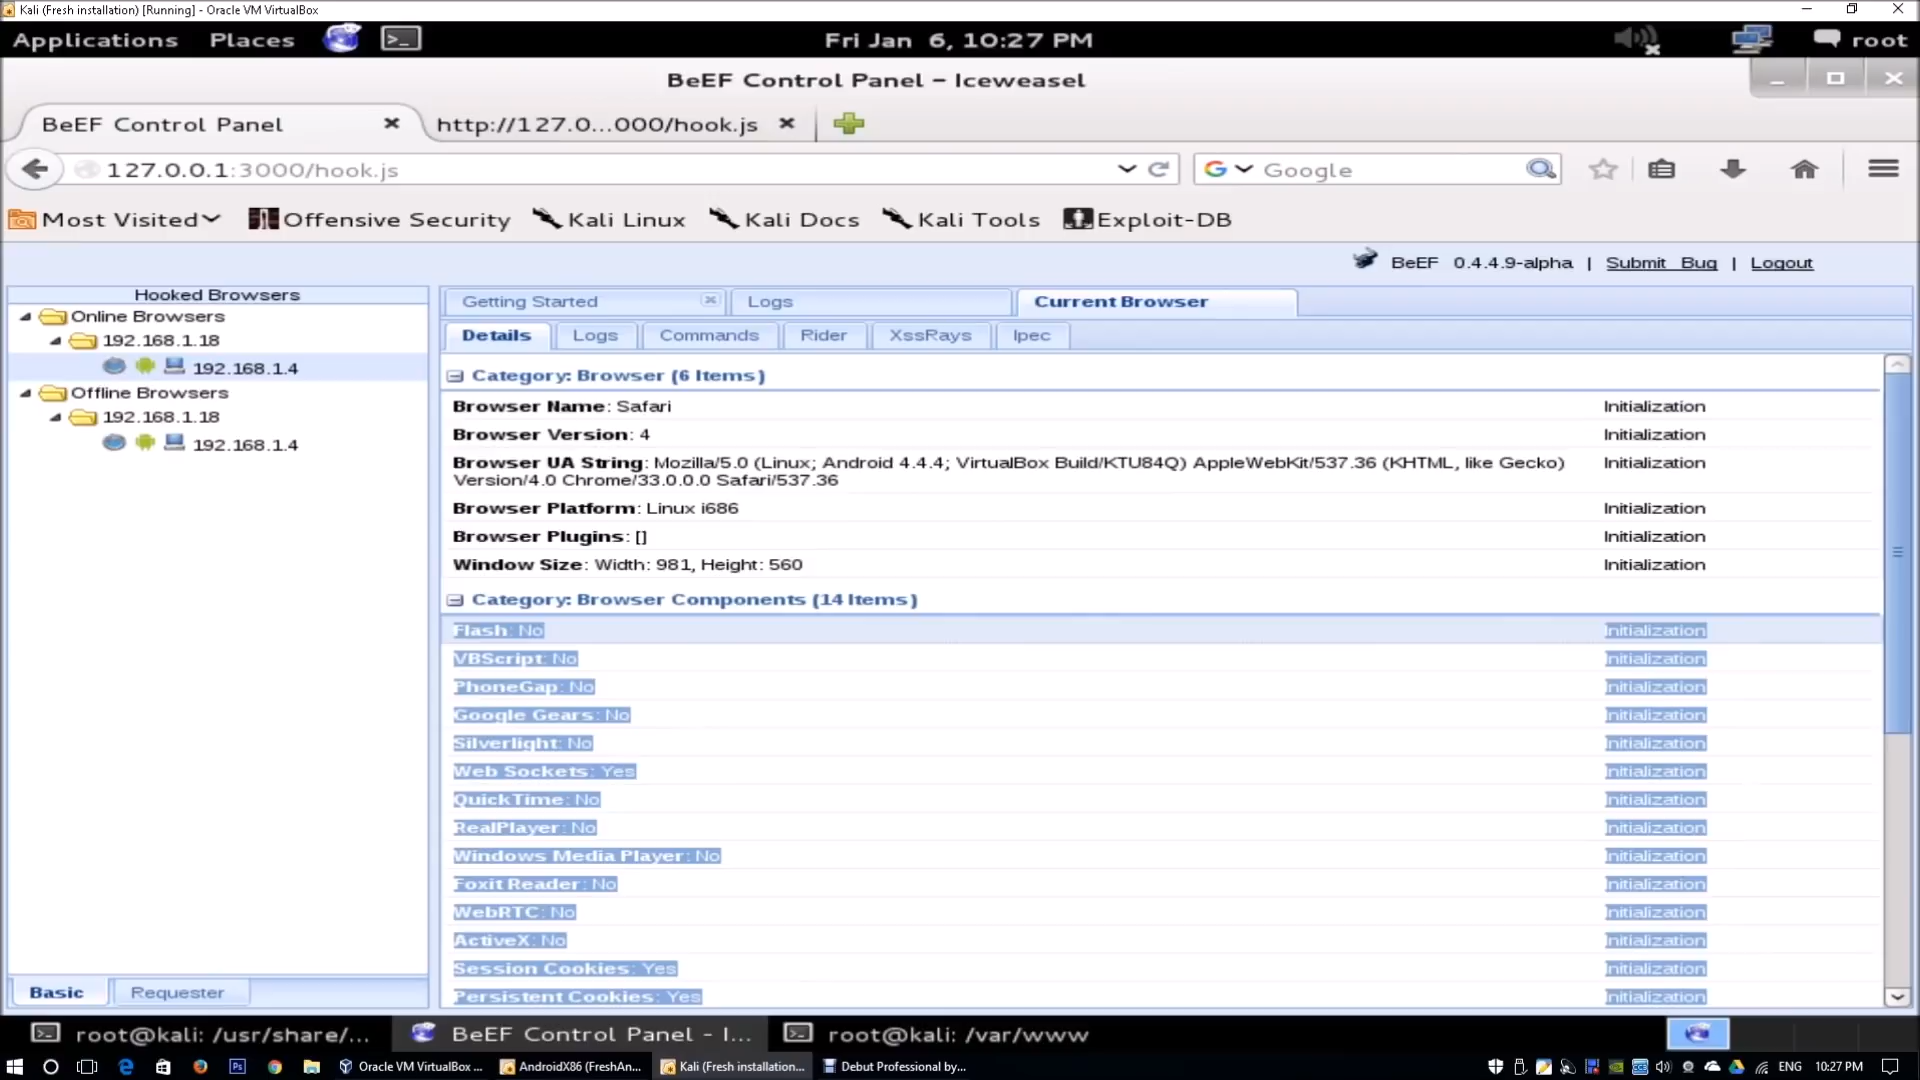 Kali (Fresh installation) [Running] - Oracle VM VirtualBox
Applications Places Fri Jan 6, 10:27 PM root
BeEF Control Panel - Iceweasel
BeEF Control Panel http://127.0...000/hook.js
127.0.0.1:3000/hook.js Google
Most Visited Offensive Security Kali Linux Kali Docs Kali Tools Exploit-DB
BeEF 0.4.4.9-alpha | Submit Bug | Logout
Hooked Browsers
Online Browsers
192.168.1.18
192.168.1.4
Offline Browsers
192.168.1.18
192.168.1.4
Basic Requester
Getting Started Logs Current Browser
Details Logs Commands Rider XssRays Ipec
Category: Browser (6 Items)
Browser Name: Safari Initialization
Browser Version: 4 Initialization
Browser UA String: Mozilla/5.0 (Linux; Android 4.4.4; VirtualBox Build/KTU84Q) AppleWebKit/537.36 (KHTML, like Gecko) Initialization
Version/4.0 Chrome/33.0.0.0 Safari/537.36
Browser Platform: Linux i686 Initialization
Browser Plugins: [] Initialization
Window Size: Width: 981, Height: 560 Initialization
Category: Browser Components (14 Items)
Flash: No Initialization
VBScript: No Initialization
PhoneGap: No Initialization
Google Gears: No Initialization
Silverlight: No Initialization
Web Sockets: Yes Initialization
QuickTime: No Initialization
RealPlayer: No Initialization
Windows Media Player: No Initialization
Foxit Reader: No Initialization
WebRTC: No Initialization
ActiveX: No Initialization
Session Cookies: Yes Initialization
Persistent Cookies: Yes Initialization
root@kali: /usr/share/... BeEF Control Panel - I... root@kali: /var/www
Ps Oracle VM VirtualBox ... AndroidX86 (FreshAn... Kali (Fresh installation... Debut Professional by... ENG 10:27 PM